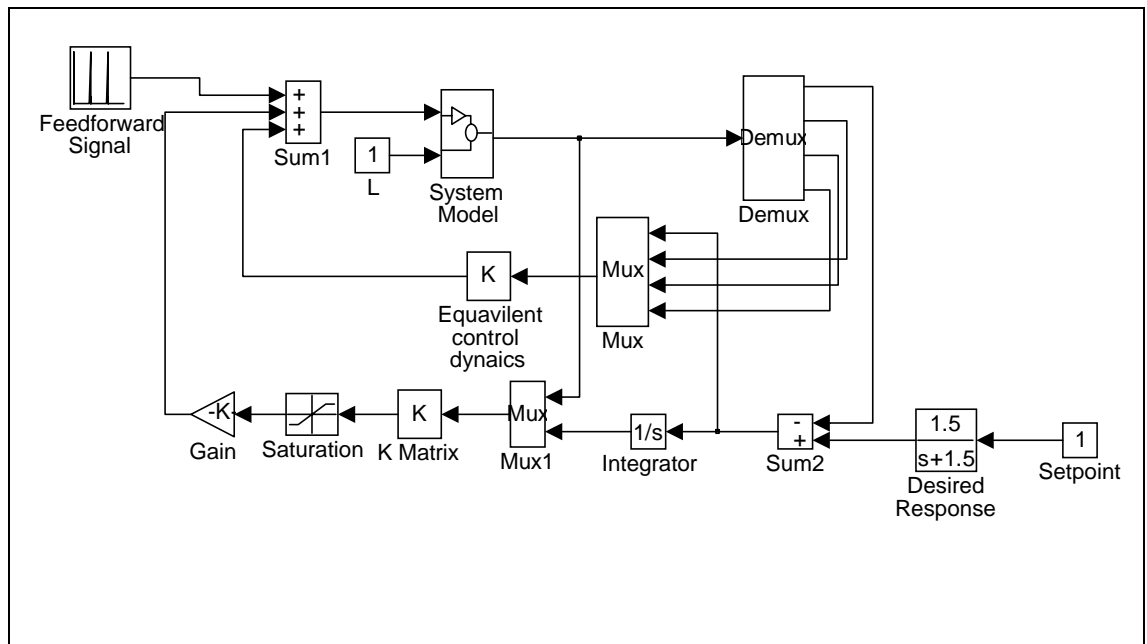 Feedforward
Signal
+
+
+
Sum1
1
L
System
Model
Demux
Demux
K
Equavilent
control
dynaics
Mux
Mux
-K-
Gain
Saturation
K
K Matrix
Mux
Mux1
1/s
Integrator
-
+
Sum2
1.5
s+1.5
Desired
Response
1
Setpoint